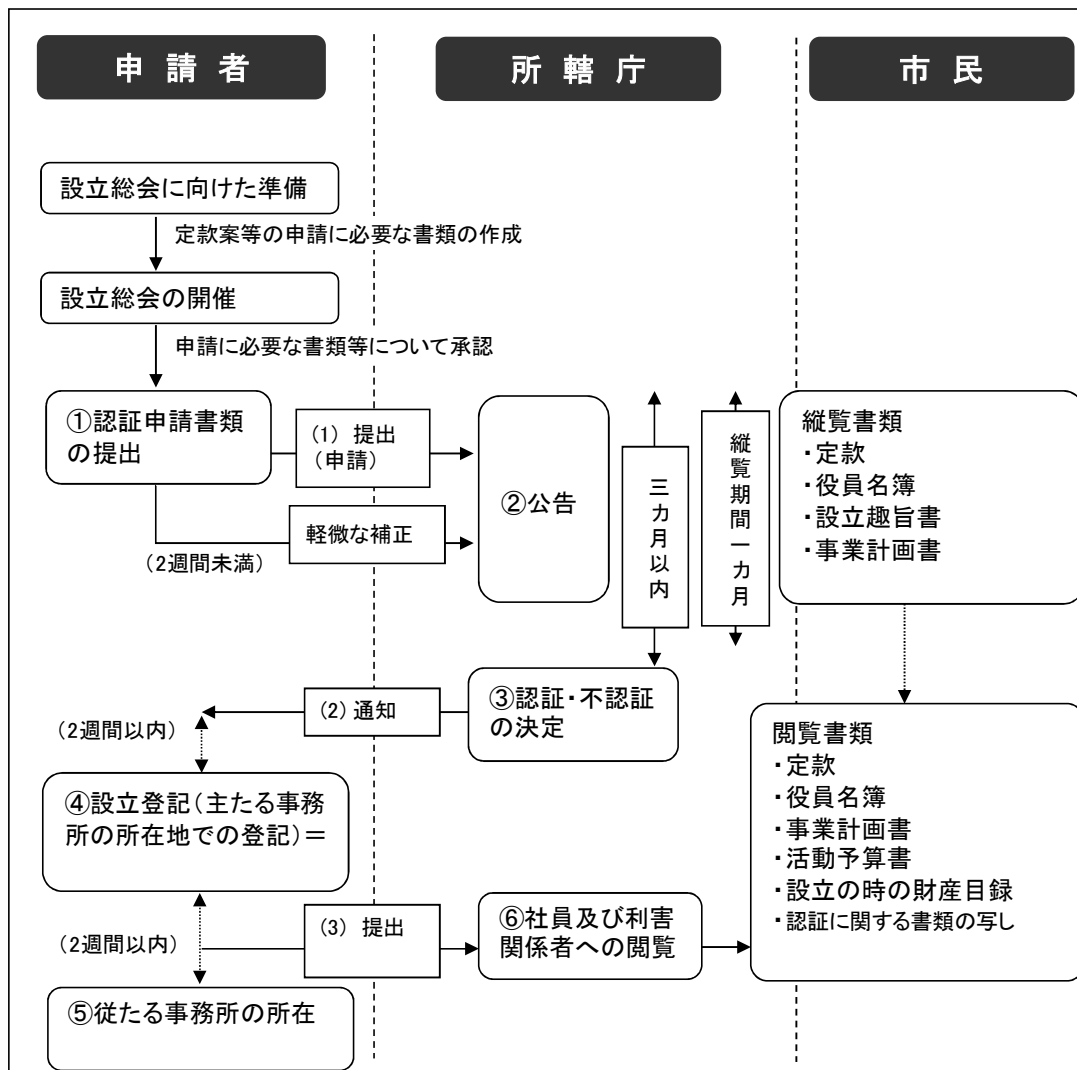 申請者
所轄庁
市民
設立総会に向けた準備
定款案等の申請に必要な書類の作成
設立総会の開催
申請に必要な書類等について承認
①認証申請書類
の提出
(1) 提出
(申請)
軽微な補正
(2週間未満)
②公告
三カ月以内
縦覧期間一カ月
縦覧書類
・定款
・役員名簿
・設立趣旨書
・事業計画書
③認証・不認証
の決定
(2)通知
(2週間以内)
④設立登記(主たる事務
所の所在地での登記)=
(2週間以内)
(3) 提出
⑤従たる事務所の所在
⑥社員及び利害
関係者への閲覧
閲覧書類
・定款
・役員名簿
・事業計画書
・活動予算書
・設立の時の財産目録
・認証に関する書類の写し